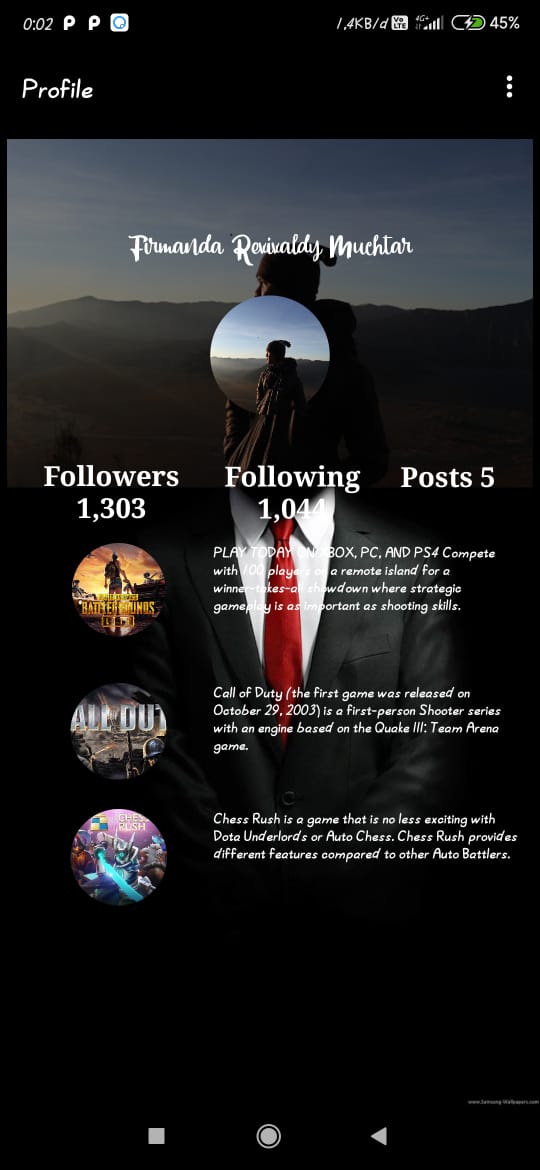 0:02 1,4KB/d Vo LTE 4G+ 45%
Profile
Firmanda Rexivaldy Muchtar
Followers Following Posts 5
1,303 1,044
PLAY TODAY ON XBOX, PC, AND PS4 Compete
with 100 players on a remote island for a
winner-takes-all showdown where strategic
gameplay is as important as shooting skills.
BATTLEGROUNDS
Call of Duty (the first game was released on
October 29, 2003) is a first-person Shooter series
with an engine based on the Quake III: Team Arena
game.
ALL DUT
Chess Rush is a game that is no less exciting with
Dota Underlords or Auto Chess. Chess Rush provides
different features compared to other Auto Battlers.
CHESS
RUSH
www.Samsung-Wallpapers.com